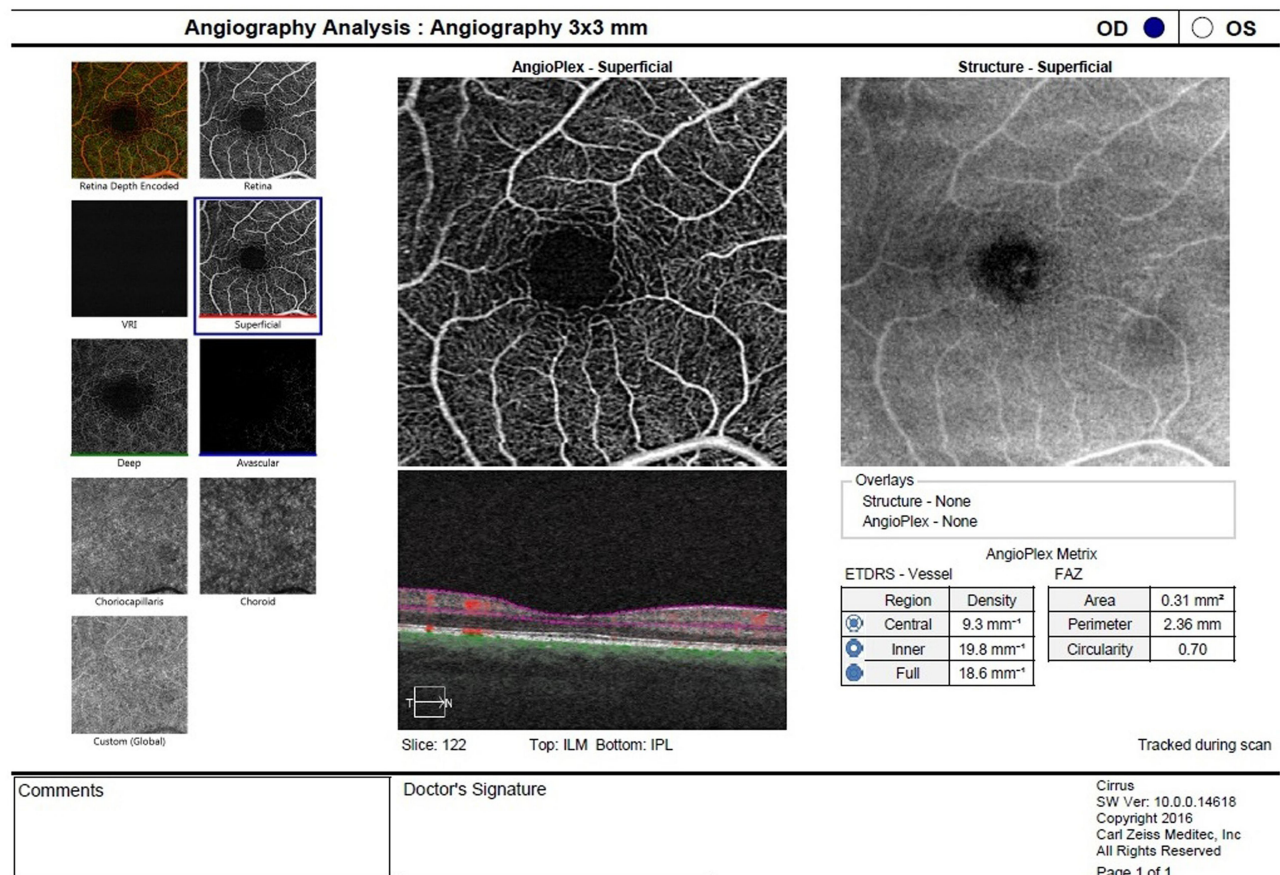 Angiography Analysis : Angiography 3x3 mm
OD OS
AngioPlex - Superficial
Structure - Superficial
Retina Depth Encoded
Retina
VRI
Superficial
Deep
Avascular
Choriocapillaris
Choroid
Custom (Global)
T N
Slice: 122
Top: ILM Bottom: IPL
Overlays
Structure - None
AngioPlex - None
AngioPlex Metrix
ETDRS - Vessel
Region Density
Central 9.3 mm⁻¹
Inner 19.8 mm⁻¹
Full 18.6 mm⁻¹
FAZ
Area 0.31 mm²
Perimeter 2.36 mm
Circularity 0.70
Tracked during scan
Comments
Doctor's Signature
Cirrus
SW Ver: 10.0.0.14618
Copyright 2016
Carl Zeiss Meditec, Inc
All Rights Reserved
Page 1 of 1